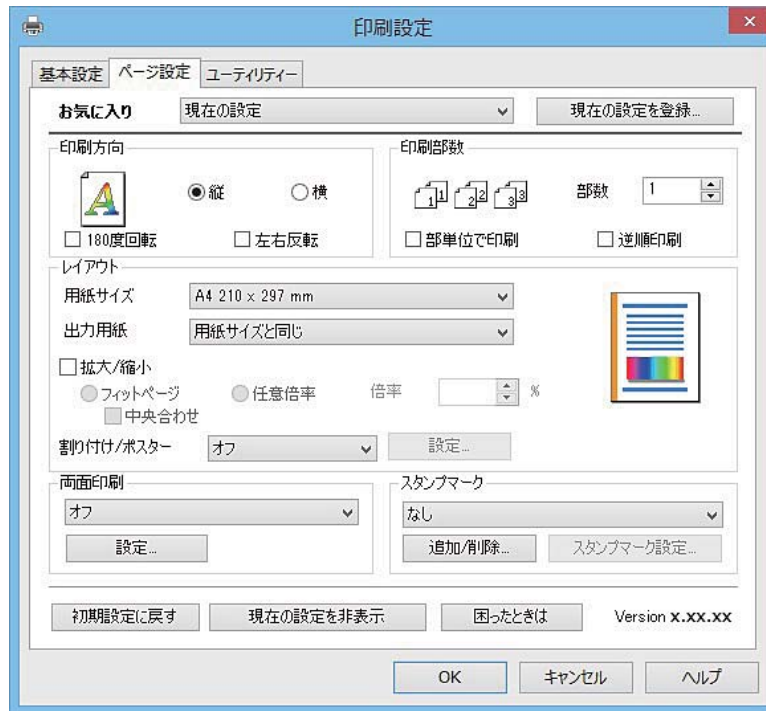 印刷設定
基本設定 ページ設定 ユーティリティー
お気に入り 現在の設定 現在の設定を登録...
印刷方向 印刷部数
A 縦 横 1 1 2 2 3 3 部数 1
180度回転 左右反転 部単位で印刷 逆順印刷
レイアウト
用紙サイズ A4 210 x 297 mm
出力用紙 用紙サイズと同じ
拡大/縮小
フィットページ 任意倍率 倍率 %
中央合わせ
割り付け/ポスター オフ 設定...
両面印刷 スタンプマーク
オフ なし
設定... 追加/削除... スタンプマーク設定...
初期設定に戻す 現在の設定を非表示 困ったときは Version x.xx.xx
OK キャンセル ヘルプ